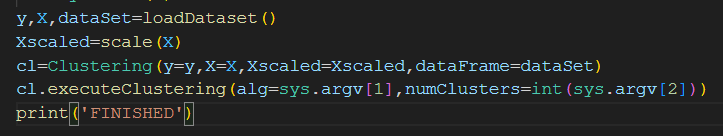 y,X,dataSet=loadDataset()
Xscaled=scale(X)
cl=Clustering(y=y,X=X,Xscaled=Xscaled,dataFrame=dataSet)
cl.executeClustering(alg=sys.argv[1],numClusters=int(sys.argv[2]))
print('FINISHED')